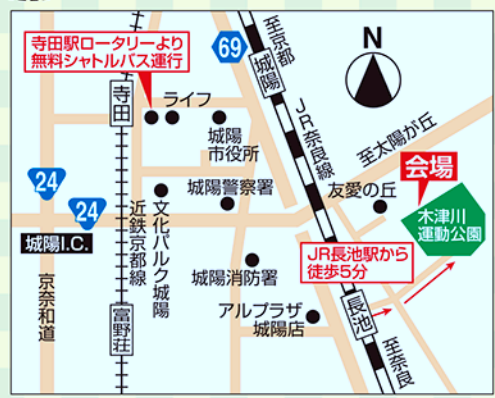 寺田駅ロータリーより
無料シャトルバス運行
69
至京都
城陽
N
寺田
ライフ
城陽
市役所
JR奈良線
至太陽が丘
会場
24
24
城陽警察署
友愛の丘
木津川
運動公園
城陽I.C.
近鉄京都線
文化パルク城陽
JR長池駅から
徒歩5分
城陽消防署
京奈和道
富野荘
アルプラザ
城陽店
長池
至奈良